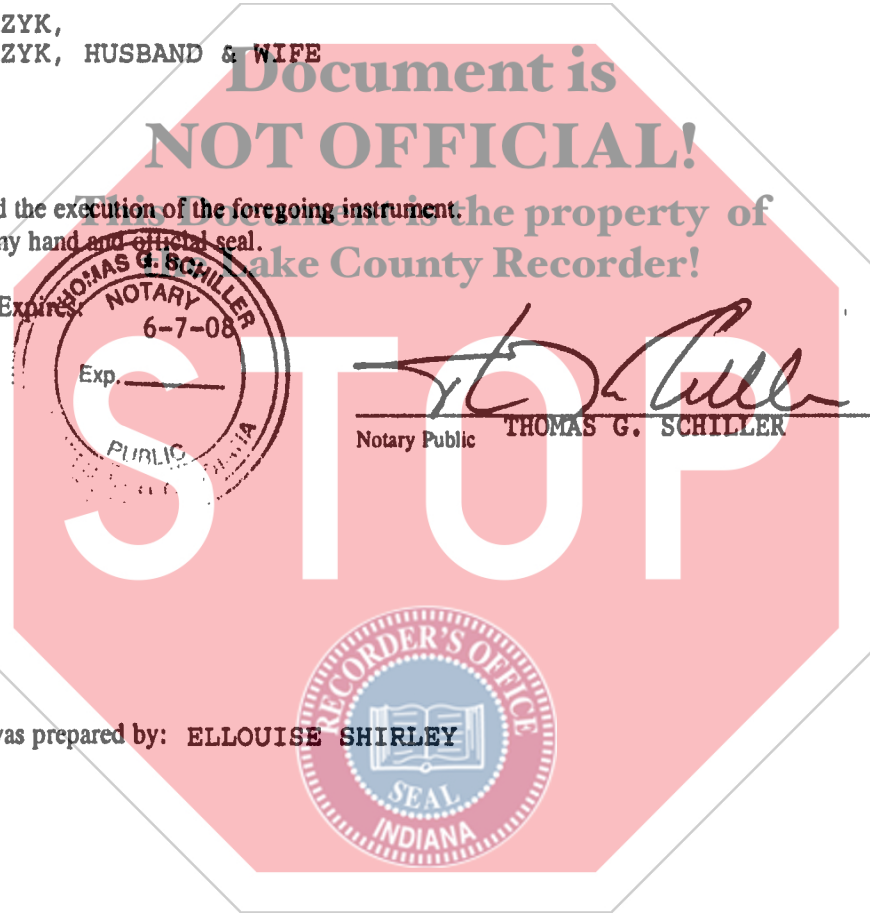 ZYK,
ZYK, HUSBAND & WIFE
Document is
NOT OFFICIAL!
d the execution of the foregoing instrument.
This Document is the property of
ny hand and official seal.
the Lake County Recorder!
Expires:
THOMAS G. SCHILLER
NOTARY
6-7-08
Exp.
PUBLIC
STOP
Notary Public THOMAS G. SCHILLER
RECORDER'S OFFICE
SEAL
INDIANA
was prepared by: ELLOUISE SHIRLEY